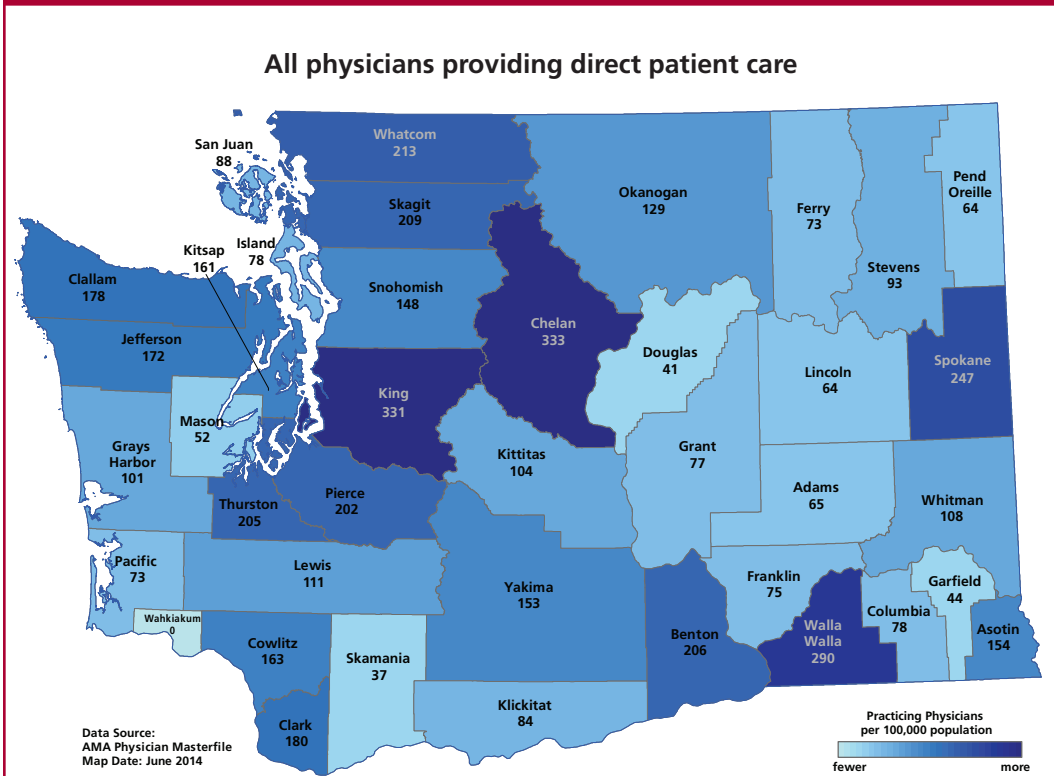 All physicians providing direct patient care
San Juan
88
Whatcom
213
Skagit
209
Okanogan
129
Ferry
73
Stevens
93
Pend
Oreille
64
Kitsap
161
Island
78
Clallam
178
Snohomish
148
Chelan
333
Jefferson
172
Douglas
41
Lincoln
64
Spokane
247
King
331
Mason
52
Grays
Harbor
101
Kittitas
104
Grant
77
Adams
65
Whitman
108
Thurston
205
Pierce
202
Pacific
73
Lewis
111
Yakima
153
Franklin
75
Garfield
44
Wahkiakum
0
Cowlitz
163
Skamania
37
Benton
206
Walla
Walla
290
Columbia
78
Asotin
154
Clark
180
Klickitat
84
Data Source:
AMA Physician Masterfile
Map Date: June 2014
Practicing Physicians
per 100,000 population
fewer more